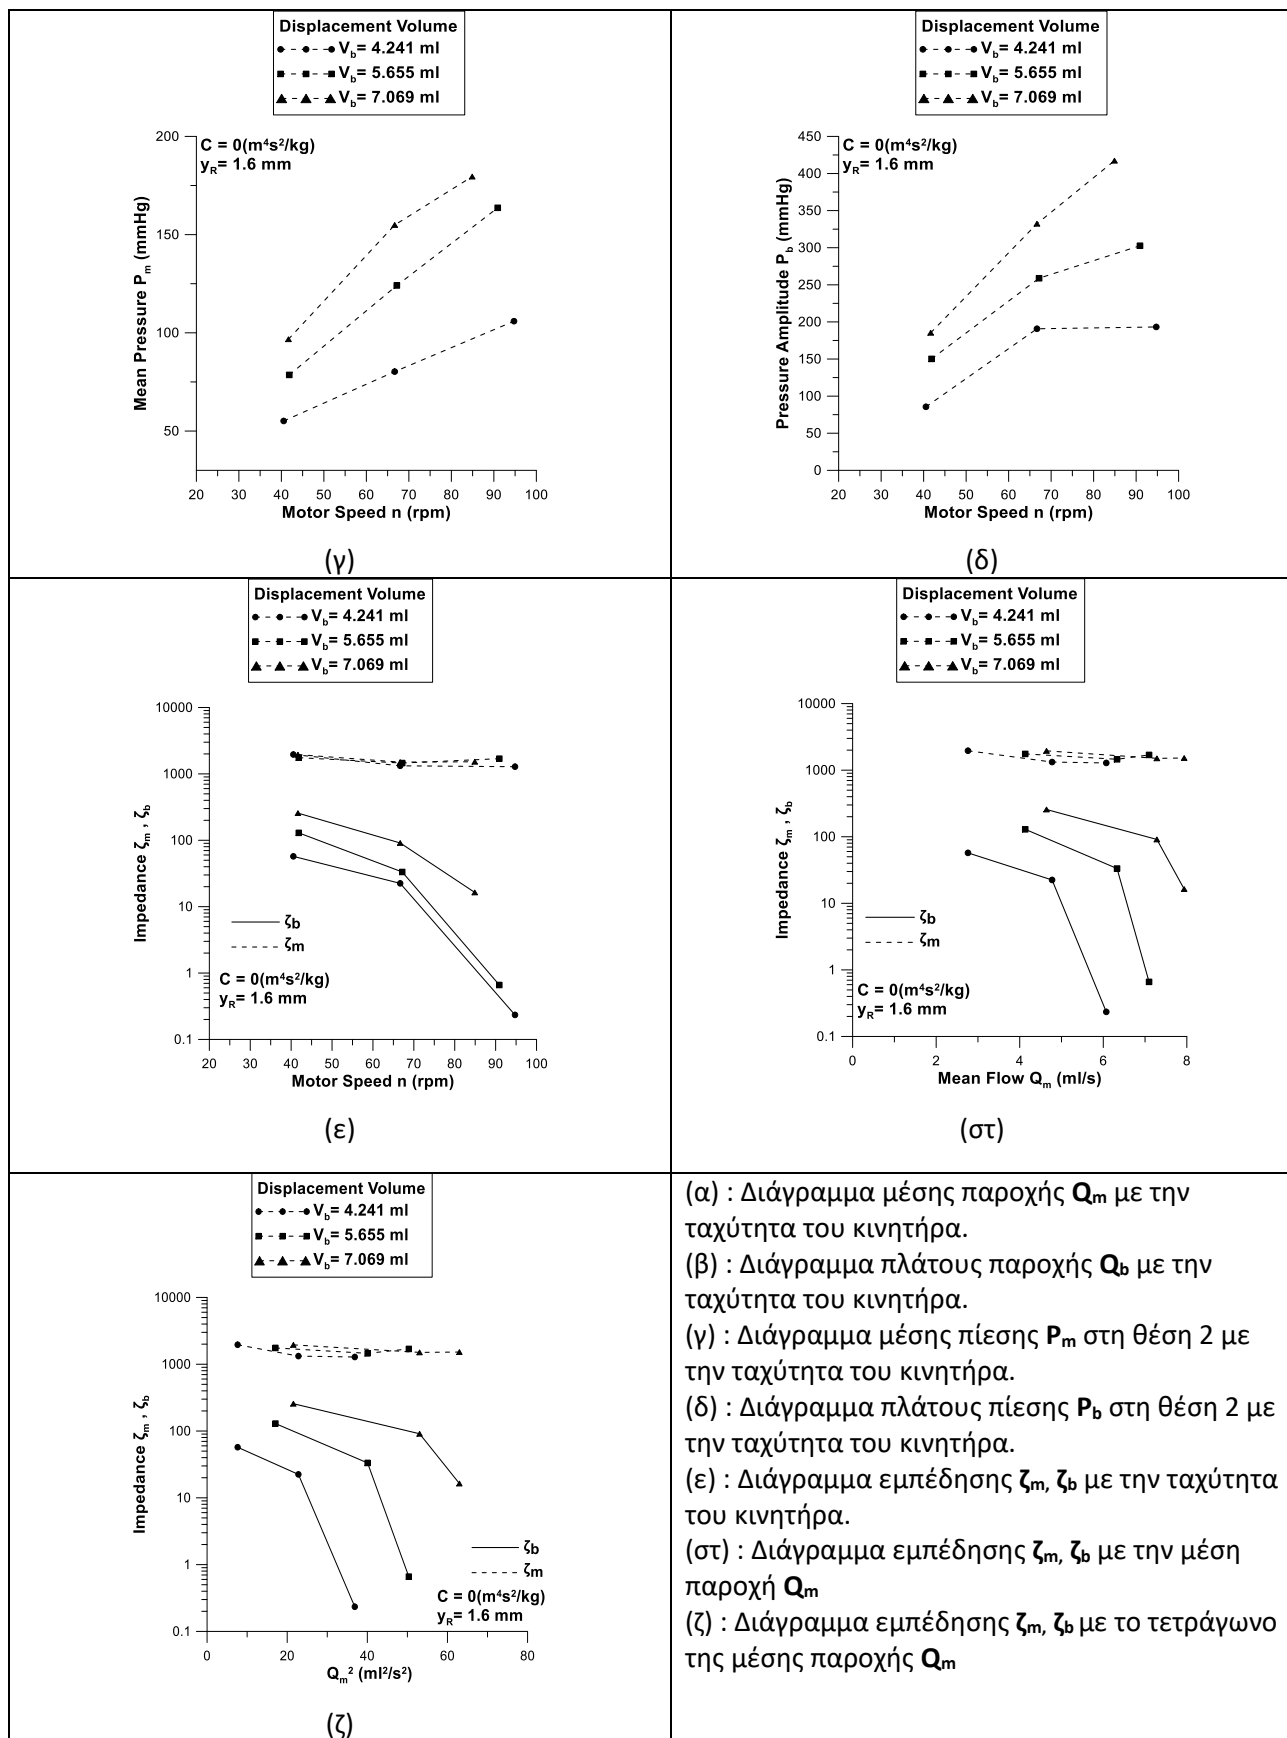 Displacement Volume
V_b= 4.241 ml
V_b= 5.655 ml
V_b= 7.069 ml
C = 0(m⁴s²/kg)
y_R= 1.6 mm
Mean Pressure P_m (mmHg)
200
150
100
50
20 30 40 50 60 70 80 90 100
Motor Speed n (rpm)
(γ)
Displacement Volume
V_b= 4.241 ml
V_b= 5.655 ml
V_b= 7.069 ml
C = 0(m⁴s²/kg)
y_R= 1.6 mm
Pressure Amplitude P_b (mmHg)
450
400
350
300
250
200
150
100
50
0
20 30 40 50 60 70 80 90 100
Motor Speed n (rpm)
(δ)
Displacement Volume
V_b= 4.241 ml
V_b= 5.655 ml
V_b= 7.069 ml
Impedance ζ_m , ζ_b
10000
1000
100
10
1
0.1
ζb
ζm
C = 0(m⁴s²/kg)
y_R= 1.6 mm
20 30 40 50 60 70 80 90 100
Motor Speed n (rpm)
(ε)
Displacement Volume
V_b= 4.241 ml
V_b= 5.655 ml
V_b= 7.069 ml
Impedance ζ_m , ζ_b
10000
1000
100
10
1
0.1
ζb
ζm
C = 0(m⁴s²/kg)
y_R= 1.6 mm
0 2 4 6 8
Mean Flow Q_m (ml/s)
(στ)
Displacement Volume
V_b= 4.241 ml
V_b= 5.655 ml
V_b= 7.069 ml
Impedance ζ_m , ζ_b
10000
1000
100
10
1
0.1
ζb
ζm
C = 0(m⁴s²/kg)
y_R= 1.6 mm
0 20 40 60 80
Q_m² (ml²/s²)
(ζ)
(α) : Διάγραμμα μέσης παροχής Qm με την
ταχύτητα του κινητήρα.
(β) : Διάγραμμα πλάτους παροχής Qb με την
ταχύτητα του κινητήρα.
(γ) : Διάγραμμα μέσης πίεσης Pm στη θέση 2 με
την ταχύτητα του κινητήρα.
(δ) : Διάγραμμα πλάτους πίεσης Pb στη θέση 2 με
την ταχύτητα του κινητήρα.
(ε) : Διάγραμμα εμπέδησης ζm, ζb με την ταχύτητα
του κινητήρα.
(στ) : Διάγραμμα εμπέδησης ζm, ζb με την μέση
παροχή Qm
(ζ) : Διάγραμμα εμπέδησης ζm, ζb με το τετράγωνο
της μέσης παροχής Qm